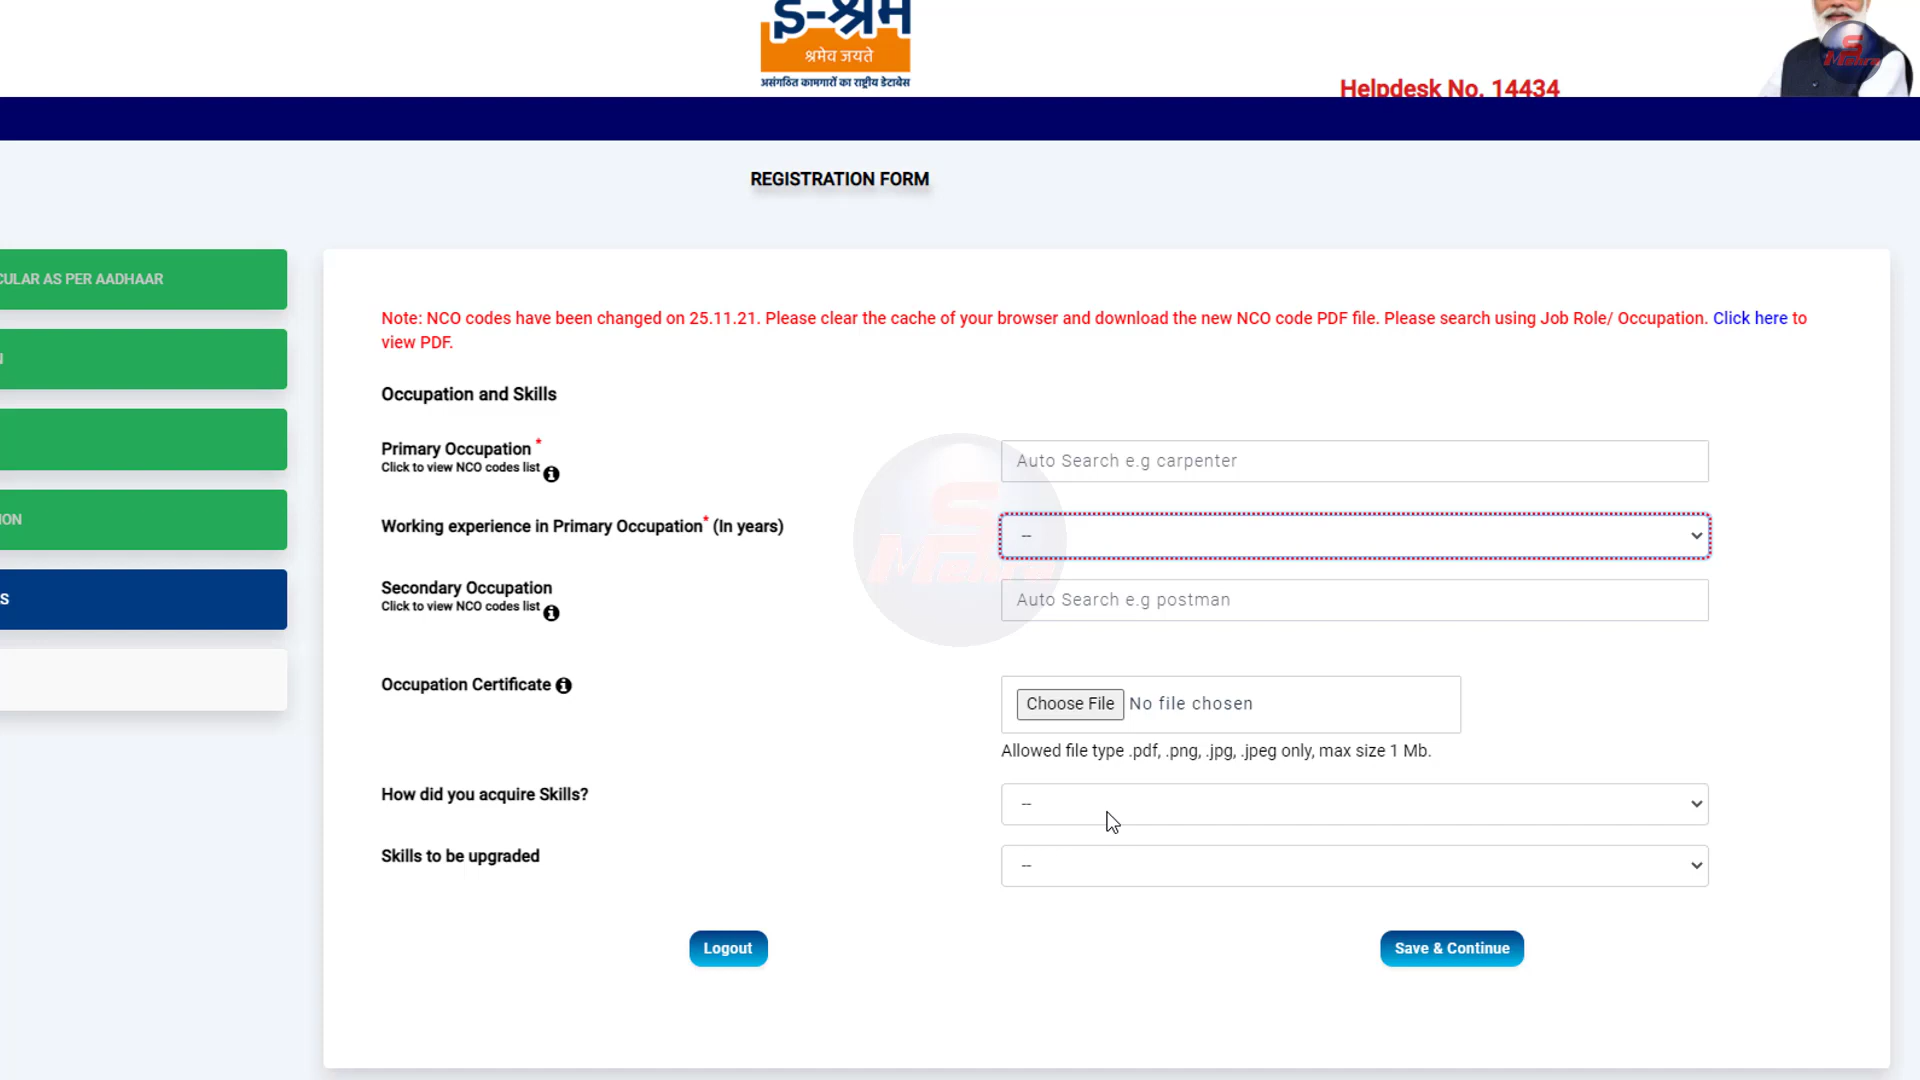 ई-श्रम
श्रमेव जयते
असंगठित कामगारों का राष्ट्रीय डेटाबेस
Helpdesk No. 14434
S
Mehra
REGISTRATION FORM
CULAR AS PER AADHAAR
N
ION
S
Note: NCO codes have been changed on 25.11.21. Please clear the cache of your browser and download the new NCO code PDF file. Please search using Job Role/ Occupation. Click here to
view PDF.
Occupation and Skills
Primary Occupation *
Click to view NCO codes list
Auto Search e.g carpenter
Working experience in Primary Occupation* (In years)
--
Secondary Occupation
Click to view NCO codes list
Auto Search e.g postman
S
Mehra
Occupation Certificate
Choose File No file chosen
Allowed file type .pdf, .png, .jpg, .jpeg only, max size 1 Mb.
How did you acquire Skills?
--
Skills to be upgraded
--
Logout
Save & Continue